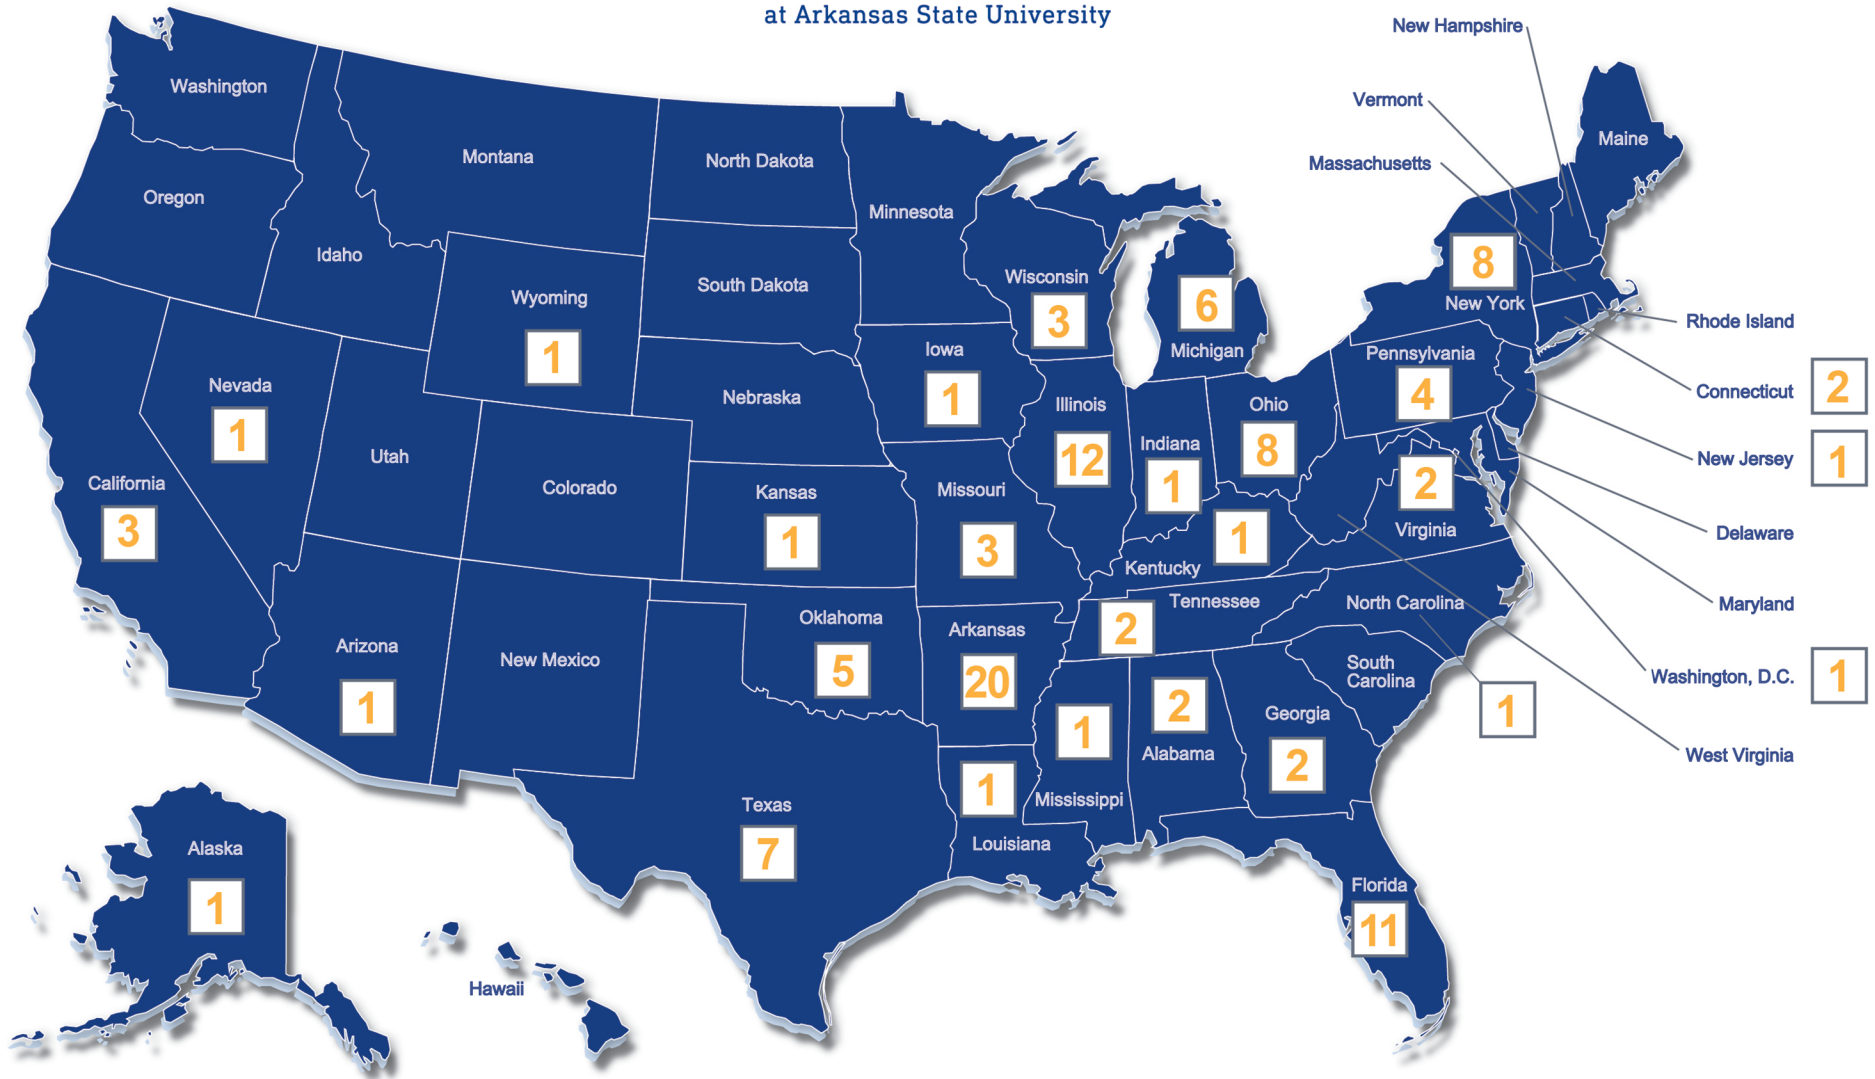 at Arkansas State University
New Hampshire
Washington
Vermont
Maine
Montana
North Dakota
Massachusetts
Oregon
Minnesota
Idaho
8
Wisconsin
South Dakota
Wyoming
6
New York
3
Rhode Island
1
Iowa
Michigan
Pennsylvania
Nevada
Nebraska
1
Illinois
Ohio
4
Connecticut
2
1
Indiana
8
Utah
12
New Jersey
1
California
Colorado
Kansas
Missouri
1
2
3
1
3
1
Virginia
Delaware
Kentucky
Tennessee
North Carolina
Maryland
Oklahoma
Arkansas
2
Arizona
New Mexico
5
20
South
Carolina
Washington, D.C.
1
1
2
Georgia
1
1
Alabama
West Virginia
1
2
Mississippi
Texas
7
Louisiana
Alaska
1
Florida
11
Hawaii